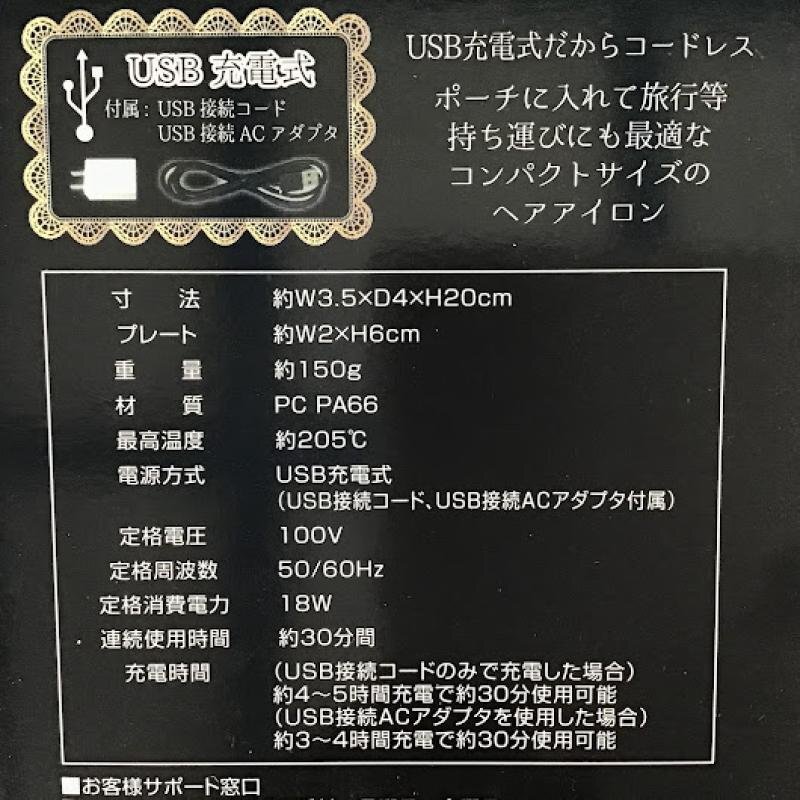 USB 充電式
付属：USB 接続コード
USB 接続 AC アダプタ
USB充電式だからコードレス
ポーチに入れて旅行等
持ち運びにも最適な
コンパクトサイズの
ヘアアイロン
寸 法 約W3.5×D4×H20cm
プレート 約W2×H6cm
重 量 約150g
材 質 PC PA66
最高温度 約205℃
電源方式 USB充電式
（USB接続コード、USB接続ACアダプタ付属）
定格電圧 100V
定格周波数 50/60Hz
定格消費電力 18W
連続使用時間 約30分間
充電時間 （USB接続コードのみで充電した場合）
約4～5時間充電で約30分使用可能
（USB接続ACアダプタを使用した場合）
約3～4時間充電で約30分使用可能
■お客様サポート窓口